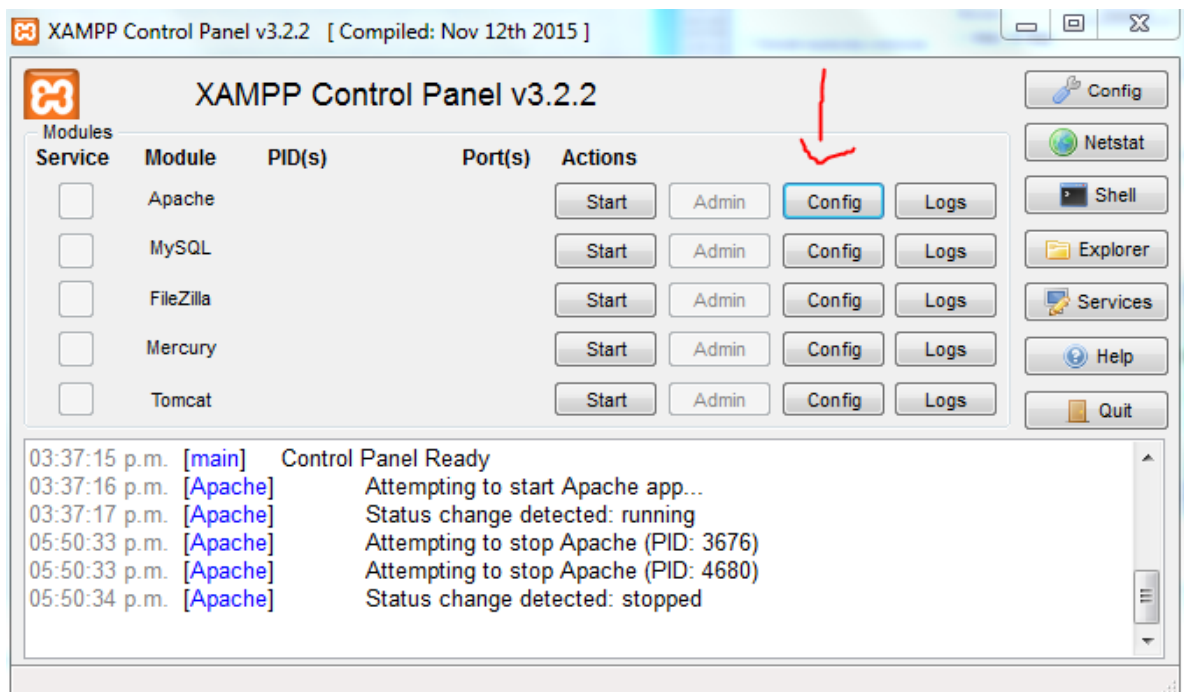 XAMPP Control Panel v3.2.2 [ Compiled: Nov 12th 2015 ]
XAMPP Control Panel v3.2.2
Config
Modules
Service Module PID(s) Port(s) Actions
Netstat
Apache Start Admin Config Logs
Shell
MySQL Start Admin Config Logs
Explorer
FileZilla Start Admin Config Logs
Services
Mercury Start Admin Config Logs
Help
Tomcat Start Admin Config Logs
Quit
03:37:15 p.m. [main] Control Panel Ready
03:37:16 p.m. [Apache] Attempting to start Apache app...
03:37:17 p.m. [Apache] Status change detected: running
05:50:33 p.m. [Apache] Attempting to stop Apache (PID: 3676)
05:50:33 p.m. [Apache] Attempting to stop Apache (PID: 4680)
05:50:34 p.m. [Apache] Status change detected: stopped